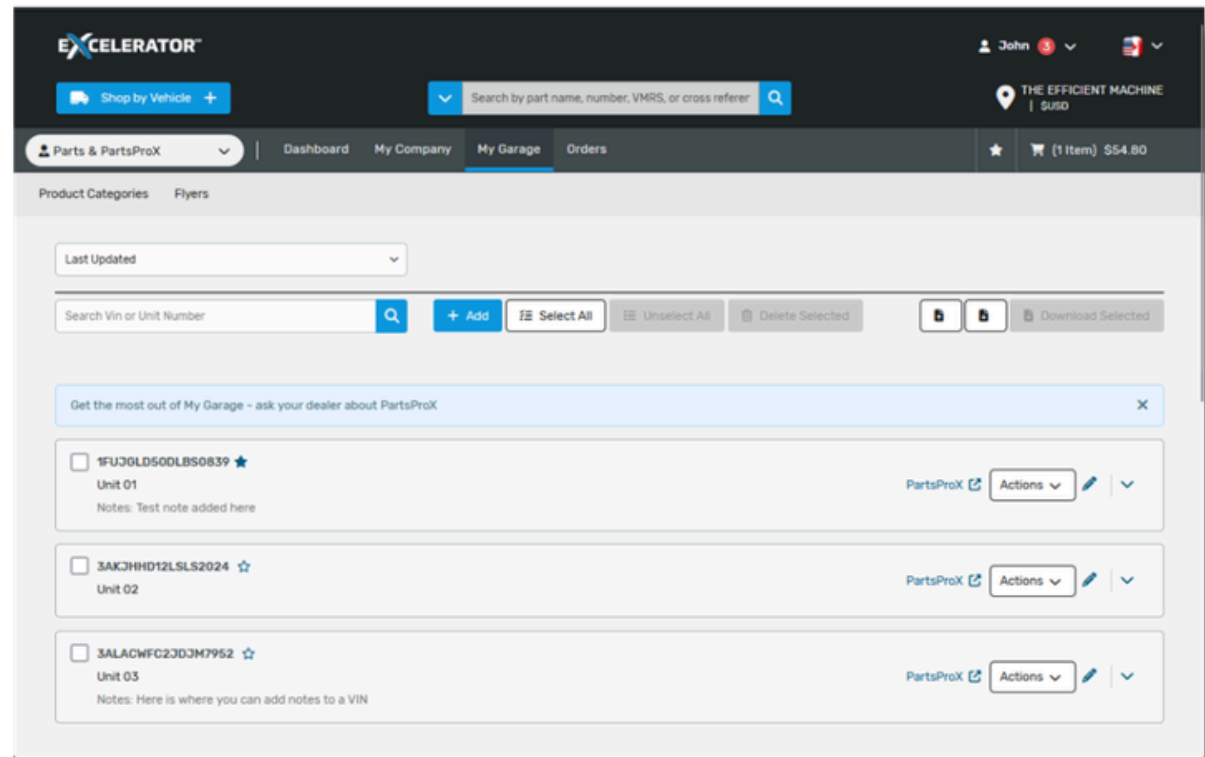 EXCELERATOR™
John 3
Shop by Vehicle +
Search by part name, number, VMRS, or cross referer
THE EFFICIENT MACHINE
| $USD
Parts & PartsProX
Dashboard My Company My Garage Orders
(1 Item) $54.80
Product Categories Flyers
Last Updated
Search Vin or Unit Number
+ Add Select All Unselect All Delete Selected Download Selected
Get the most out of My Garage - ask your dealer about PartsProX
1FUJGLD50DLBS0839
Unit 01
Notes: Test note added here
PartsProX Actions
3AKJHHD12LSLS2024
Unit 02
PartsProX Actions
3ALACWFC2JDJM7952
Unit 03
Notes: Here is where you can add notes to a VIN
PartsProX Actions